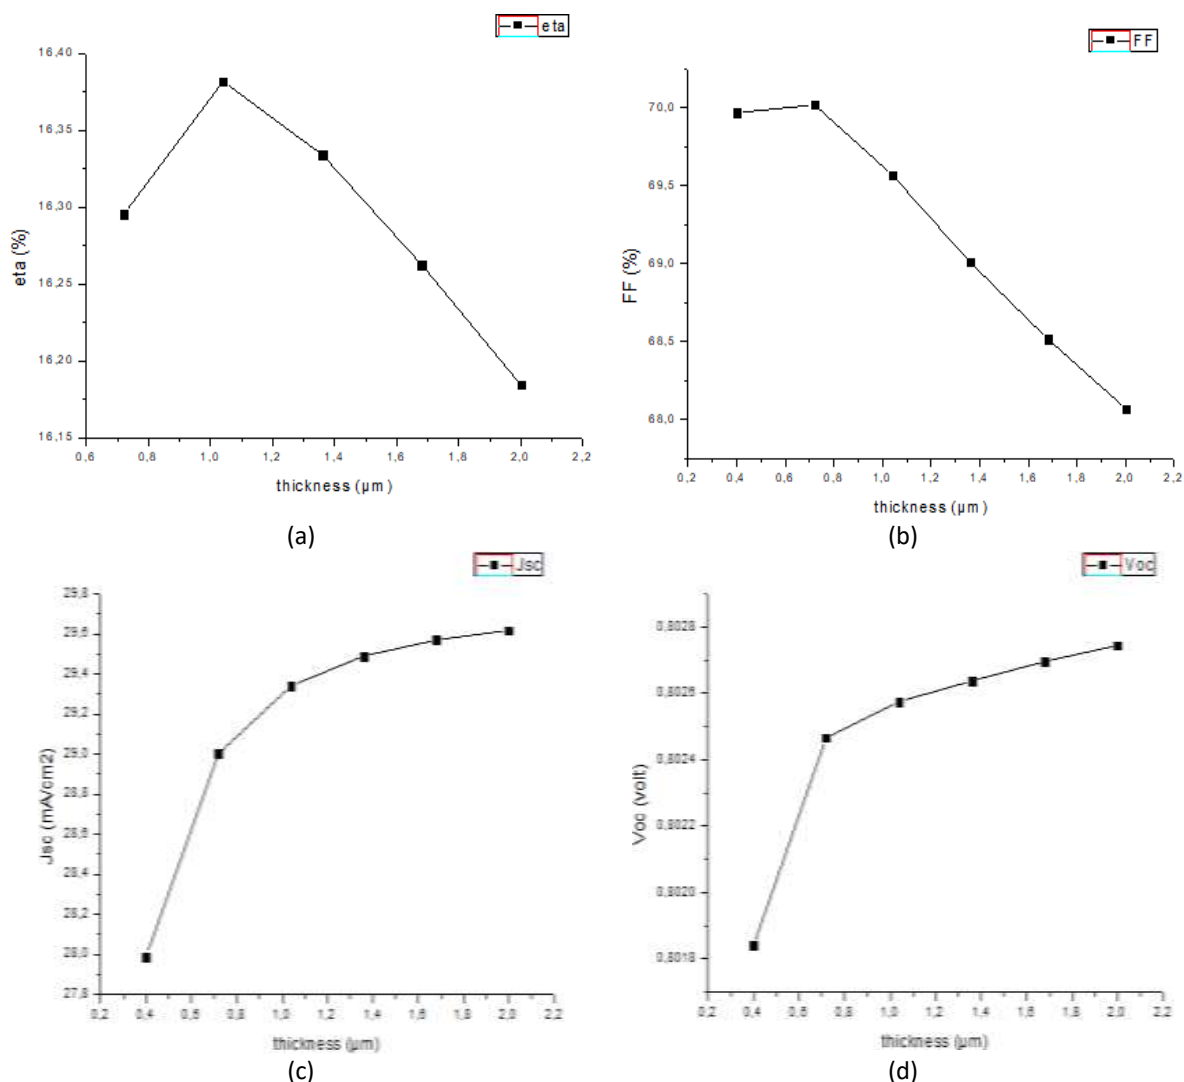 eta
16,40
16,35
16,30
16,25
16,20
16,15
eta (%)
0,6 0,8 1,0 1,2 1,4 1,6 1,8 2,0 2,2
thickness (µm)
(a)
FF
70,0
69,5
69,0
68,5
68,0
FF (%)
0,2 0,4 0,6 0,8 1,0 1,2 1,4 1,6 1,8 2,0 2,2
thickness (µm)
(b)
Jsc
29,8
29,6
29,4
29,2
29,0
28,8
28,6
28,4
28,2
28,0
27,8
Jsc (mA/cm2)
0,2 0,4 0,6 0,8 1,0 1,2 1,4 1,6 1,8 2,0 2,2
thickness (µm)
(c)
Voc
0,8028
0,8026
0,8024
0,8022
0,8020
0,8018
Voc (volt)
0,2 0,4 0,6 0,8 1,0 1,2 1,4 1,6 1,8 2,0 2,2
thickness (µm)
(d)